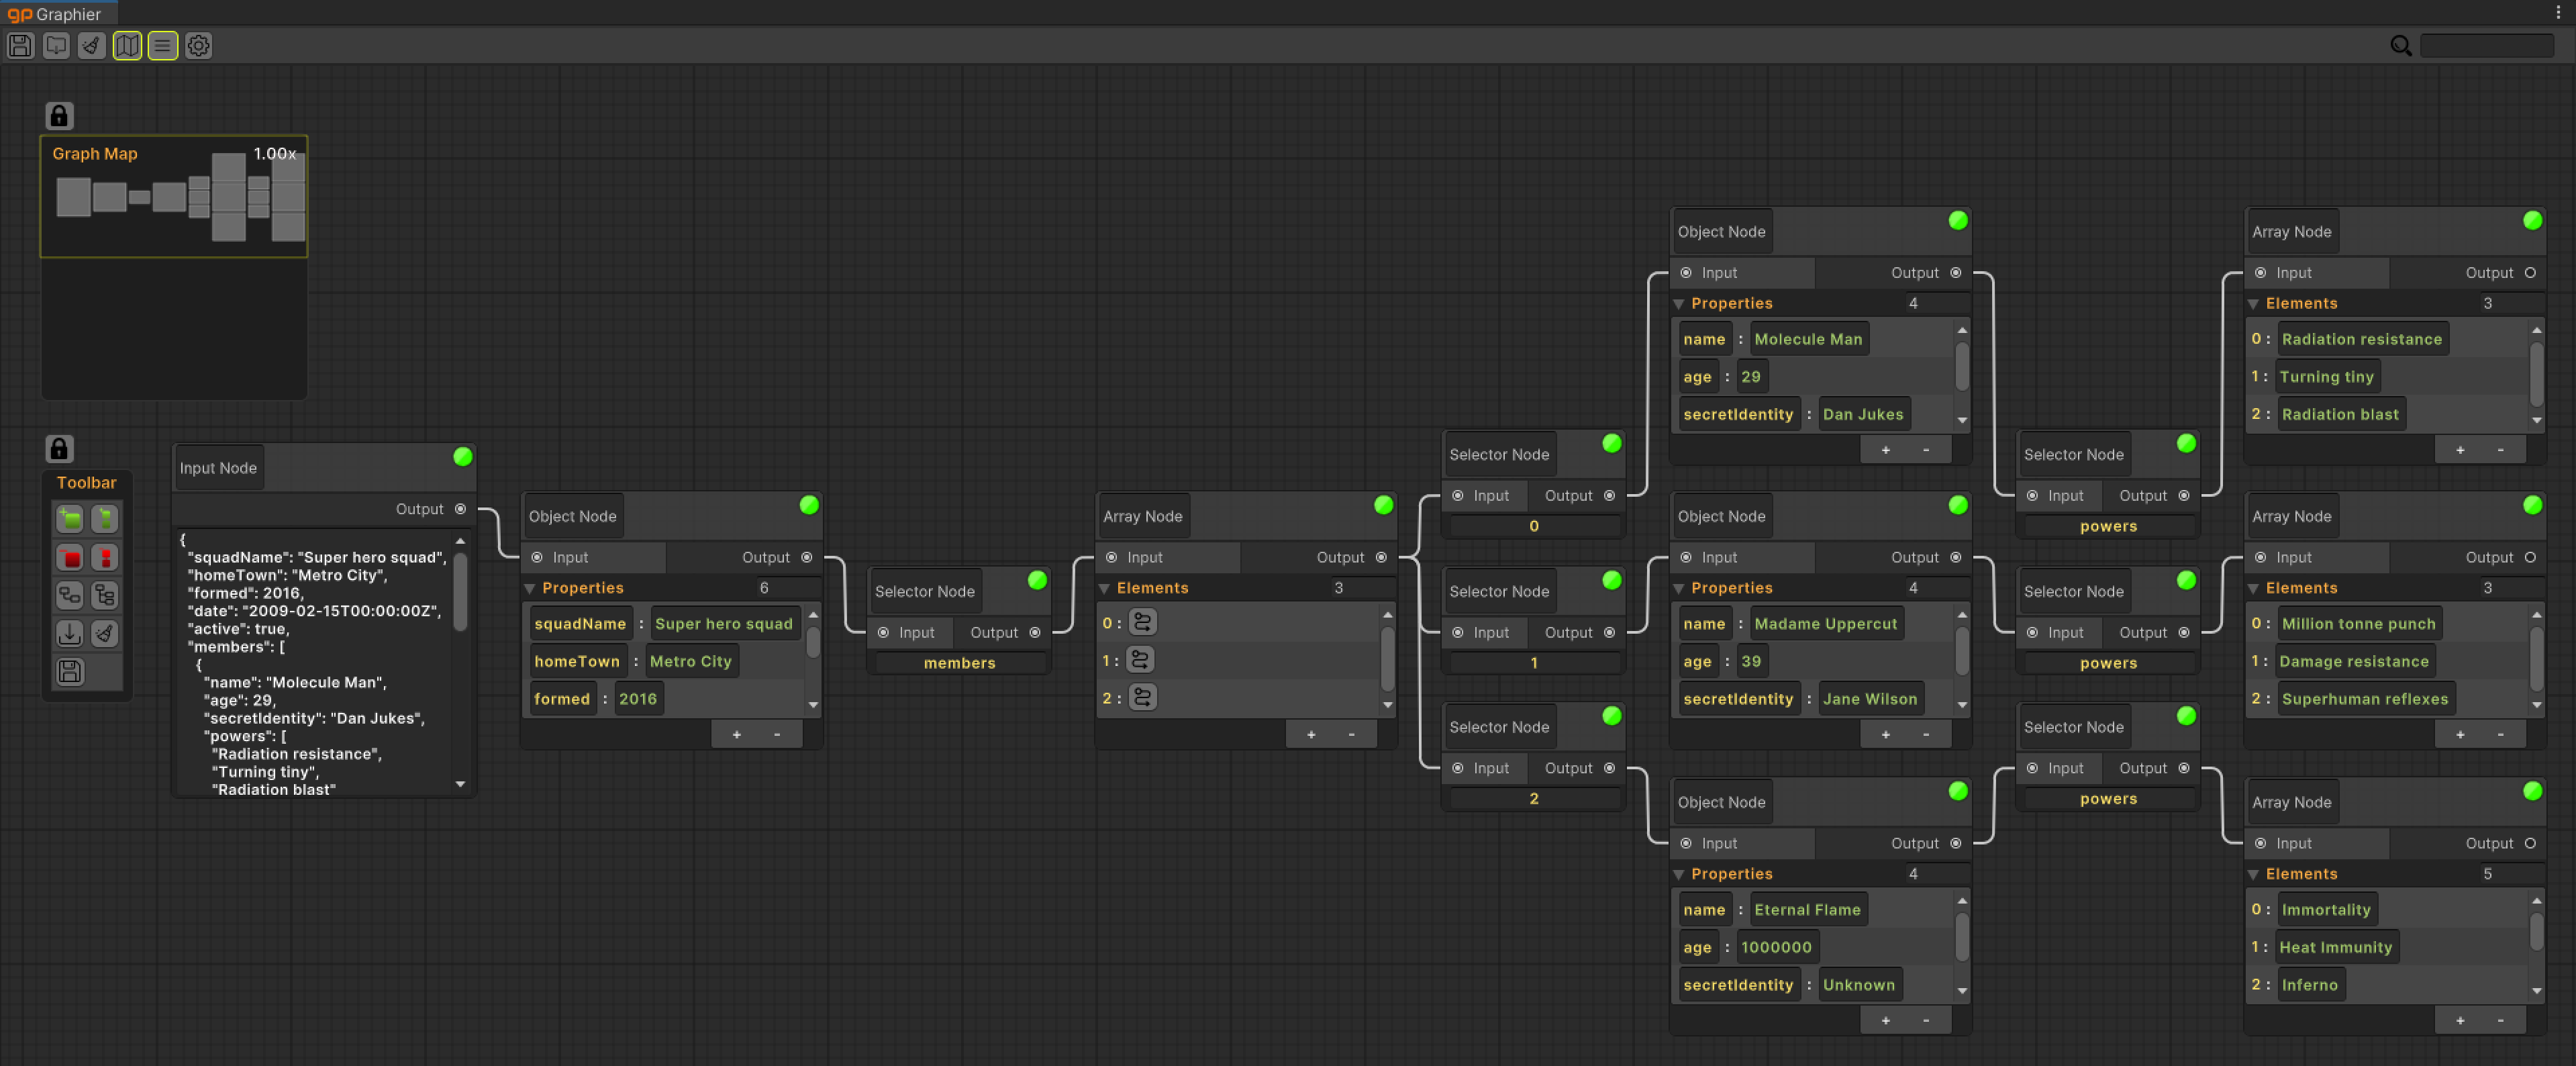 gp Graphier
Graph Map
1.00x
Toolbar
Input Node
Output
{
"squadName": "Super hero squad",
"homeTown": "Metro City",
"formed": 2016,
"date": "2009-02-15T00:00:00Z",
"active": true,
"members": [
{
"name": "Molecule Man",
"age": 29,
"secretIdentity": "Dan Jukes",
"powers": [
"Radiation resistance",
"Turning tiny",
"Radiation blast"
Object Node
Input Output
Properties 6
squadName : Super hero squad
homeTown : Metro City
formed : 2016
+ -
Selector Node
Input Output
members
Array Node
Input Output
Elements 3
0 :
1 :
2 :
+ -
Selector Node
Input Output
0
Selector Node
Input Output
1
Selector Node
Input Output
2
Object Node
Input Output
Properties 4
name : Molecule Man
age : 29
secretIdentity : Dan Jukes
+ -
Object Node
Input Output
Properties 4
name : Madame Uppercut
age : 39
secretIdentity : Jane Wilson
+ -
Object Node
Input Output
Properties 4
name : Eternal Flame
age : 1000000
secretIdentity : Unknown
+ -
Selector Node
Input Output
powers
Selector Node
Input Output
powers
Selector Node
Input Output
powers
Array Node
Input Output
Elements 3
0 : Radiation resistance
1 : Turning tiny
2 : Radiation blast
+ -
Array Node
Input Output
Elements 3
0 : Million tonne punch
1 : Damage resistance
2 : Superhuman reflexes
+ -
Array Node
Input Output
Elements 5
0 : Immortality
1 : Heat Immunity
2 : Inferno
+ -